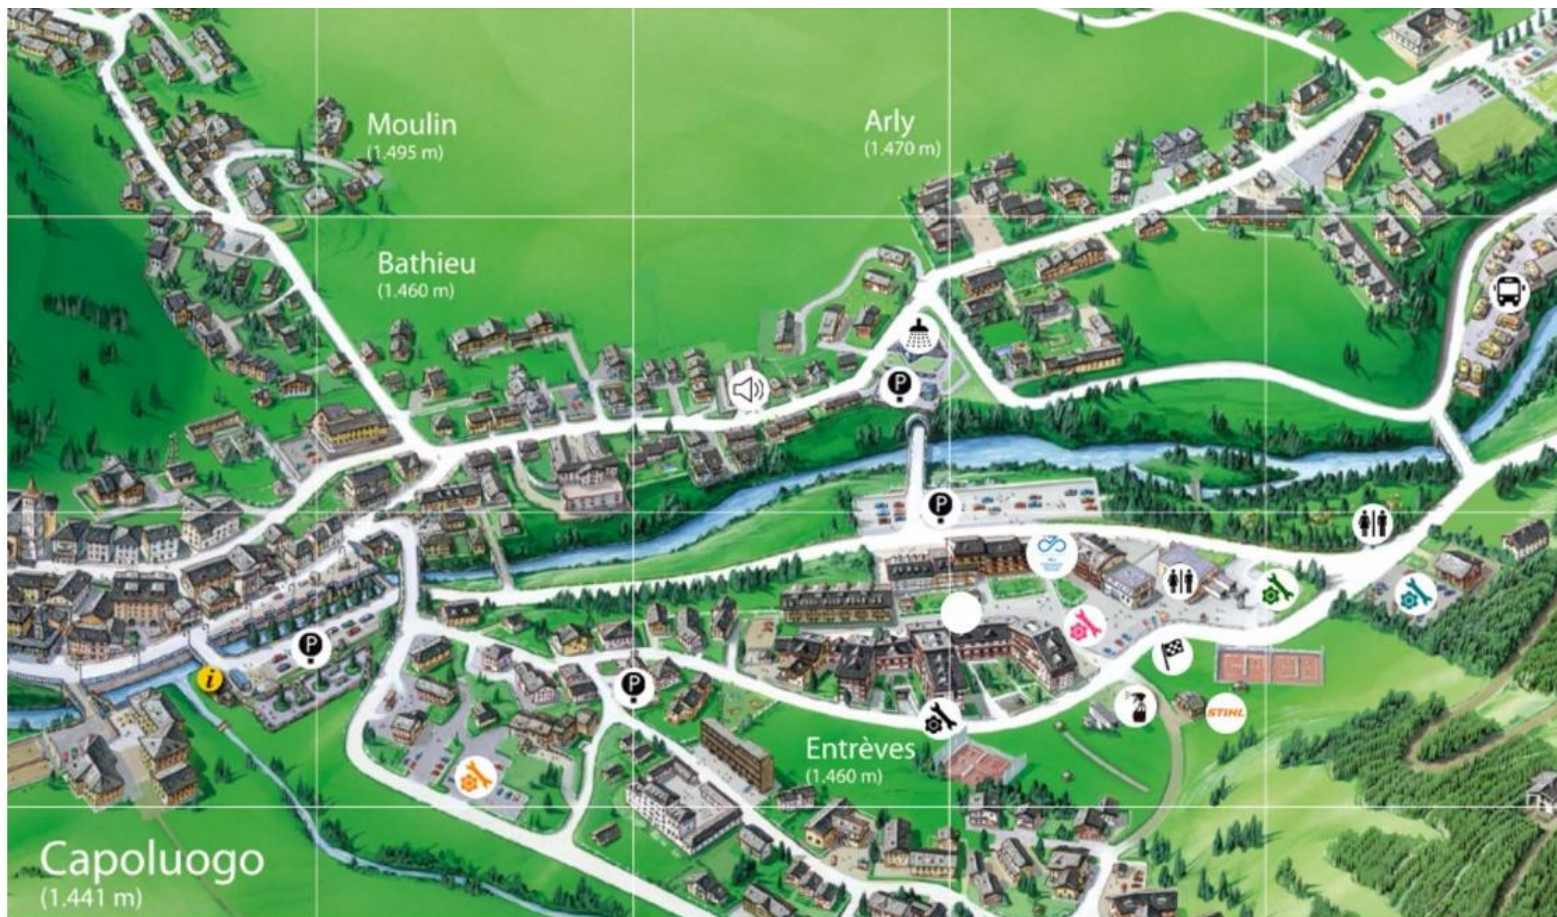 Moulin
(1.495 m)
Arly
(1.470 m)
Bathieu
(1.460 m)
P
P
P
P
i
P
STIHL
Entrèves
(1.460 m)
Capoluogo
(1.441 m)